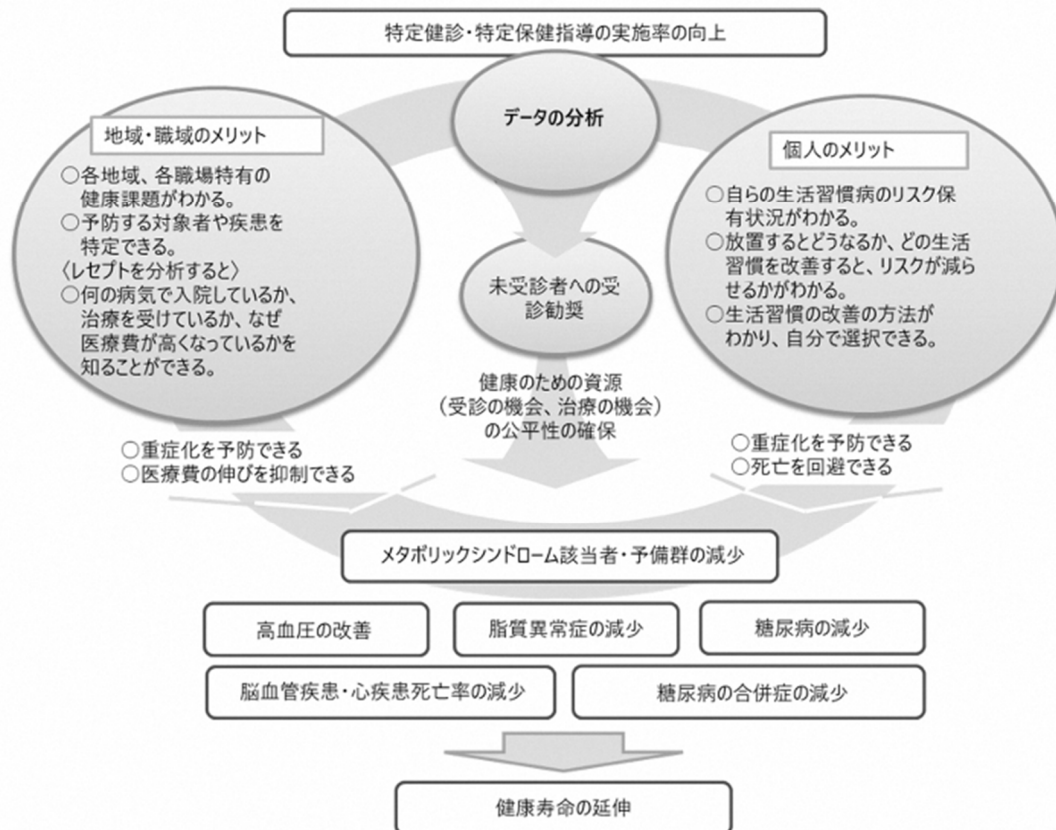 特定健診・特定保健指導の実施率の向上
データの分析
地域・職域のメリット
○各地域、各職場特有の
健康課題がわかる。
○予防する対象者や疾患を
特定できる。
〈レセプトを分析すると〉
○何の病気で入院しているか、
治療を受けているか、なぜ
医療費が高くなっているかを
知ることができる。
個人のメリット
○自らの生活習慣病のリスク保
有状況がわかる。
○放置するとどうなるか、どの生活
習慣を改善すると、リスクが減ら
せるかがわかる。
○生活習慣の改善の方法が
わかり、自分で選択できる。
未受診者への受
診勧奨
健康のための資源
（受診の機会、治療の機会）
の公平性の確保
○重症化を予防できる
○医療費の伸びを抑制できる
○重症化を予防できる
○死亡を回避できる
メタボリックシンドローム該当者・予備群の減少
高血圧の改善
脂質異常症の減少
糖尿病の減少
脳血管疾患・心疾患死亡率の減少
糖尿病の合併症の減少
健康寿命の延伸